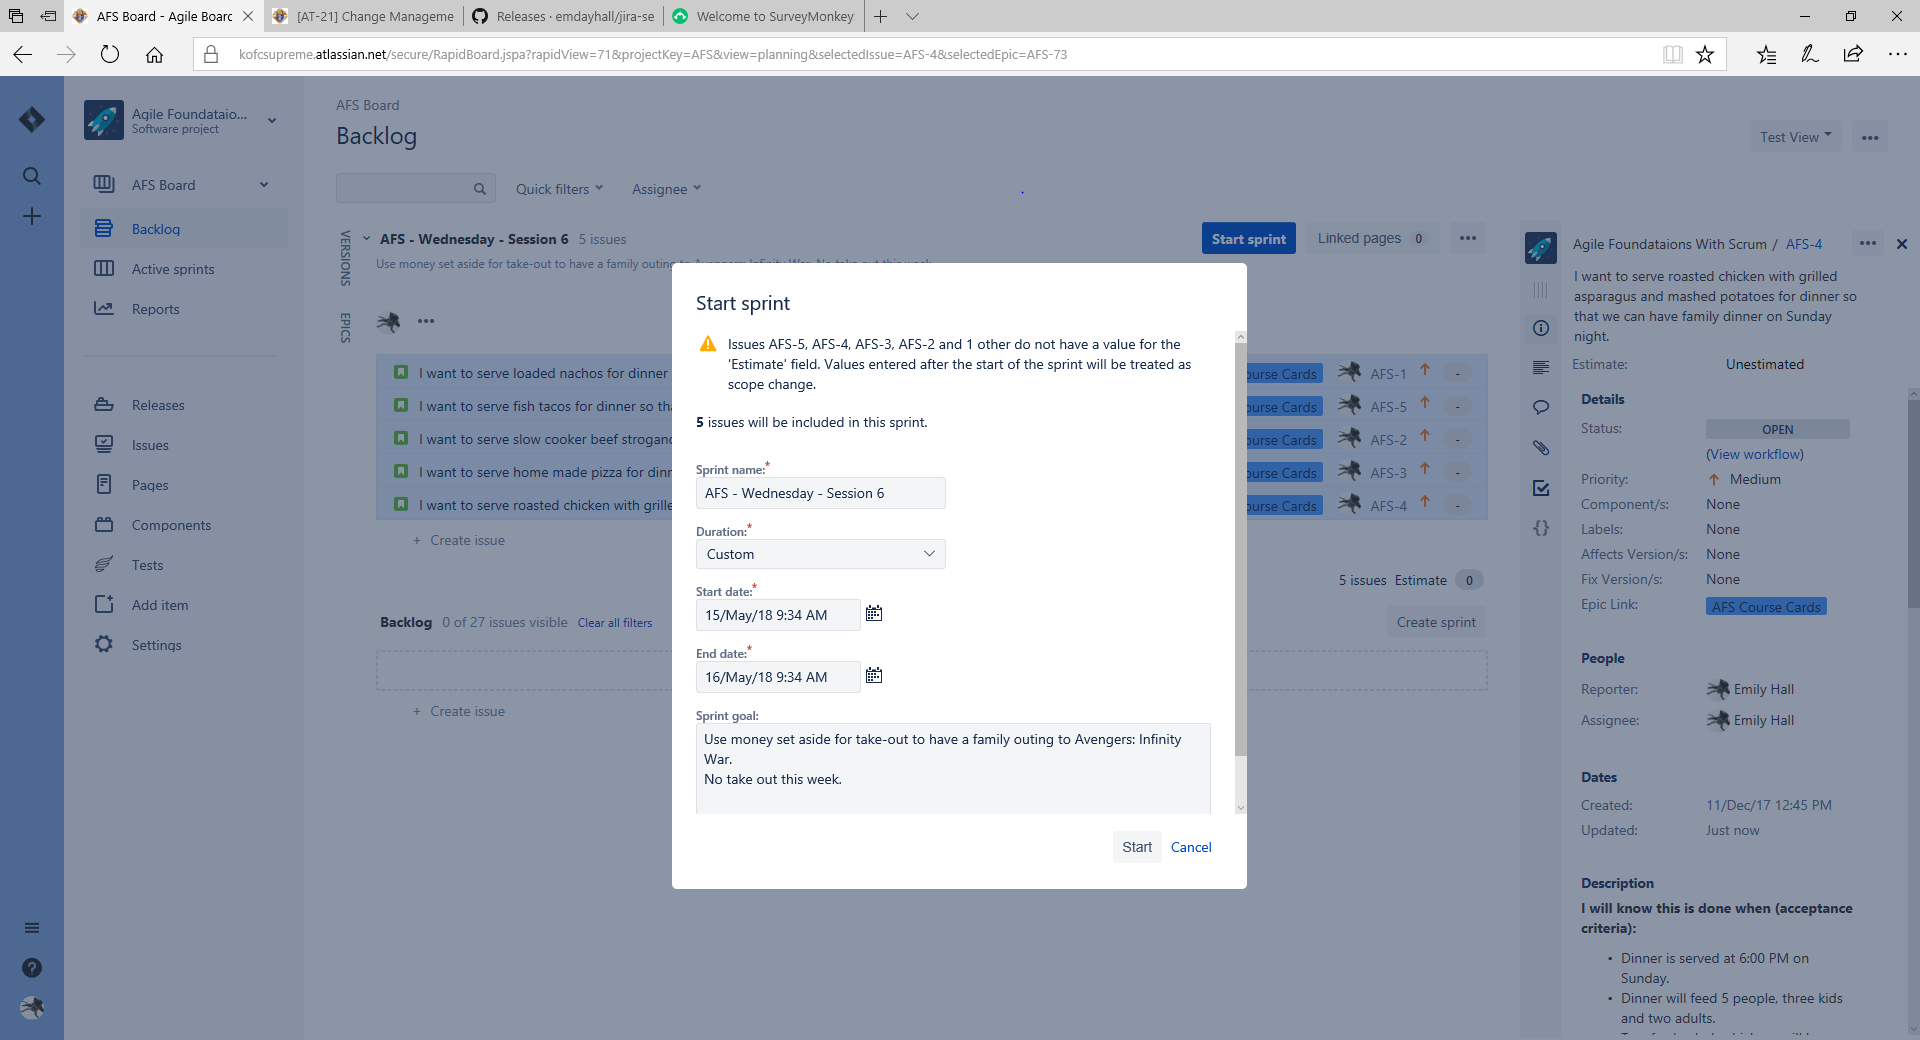 AFS Board - Agile Board
[AT-21] Change Manageme
Releases · emdayhall/jira-se
Welcome to SurveyMonkey
kofcsupreme.atlassian.net/secure/RapidBoard.jspa?rapidView=71&projectKey=AFS&view=planning&selectedIssue=AFS-4&selectedEpic=AFS-73
Agile Foundataio...
Software project
AFS Board
Backlog
Active sprints
Reports
Releases
Issues
Pages
Components
Tests
Add item
Settings
AFS Board
Backlog
Test View
Quick filters
Assignee
VERSIONS
EPICS
AFS - Wednesday - Session 6 5 issues
Start sprint
Linked pages 0
Use money set aside for take-out to have a family outing to Avengers: Infinity War. No take out this week.
I want to serve loaded nachos for dinner
ourse Cards AFS-1 -
I want to serve fish tacos for dinner so tha
ourse Cards AFS-5 -
I want to serve slow cooker beef strogano
ourse Cards AFS-2 -
I want to serve home made pizza for dinn
ourse Cards AFS-3 -
I want to serve roasted chicken with grille
ourse Cards AFS-4 -
+ Create issue
5 issues Estimate 0
Backlog 0 of 27 issues visible Clear all filters
Create sprint
+ Create issue
Start sprint
Issues AFS-5, AFS-4, AFS-3, AFS-2 and 1 other do not have a value for the
'Estimate' field. Values entered after the start of the sprint will be treated as
scope change.
5 issues will be included in this sprint.
Sprint name:*
AFS - Wednesday - Session 6
Duration:*
Custom
Start date:*
15/May/18 9:34 AM
End date:*
16/May/18 9:34 AM
Sprint goal:
Use money set aside for take-out to have a family outing to Avengers: Infinity
War.
No take out this week.
Start Cancel
Agile Foundataions With Scrum / AFS-4
I want to serve roasted chicken with grilled
asparagus and mashed potatoes for dinner so
that we can have family dinner on Sunday
night.
Estimate: Unestimated
Details
Status: OPEN
(View workflow)
Priority: Medium
Component/s: None
Labels: None
Affects Version/s: None
Fix Version/s: None
Epic Link: AFS Course Cards
People
Reporter: Emily Hall
Assignee: Emily Hall
Dates
Created: 11/Dec/17 12:45 PM
Updated: Just now
Description
I will know this is done when (acceptance
criteria):
• Dinner is served at 6:00 PM on
Sunday.
• Dinner will feed 5 people, three kids
and two adults.